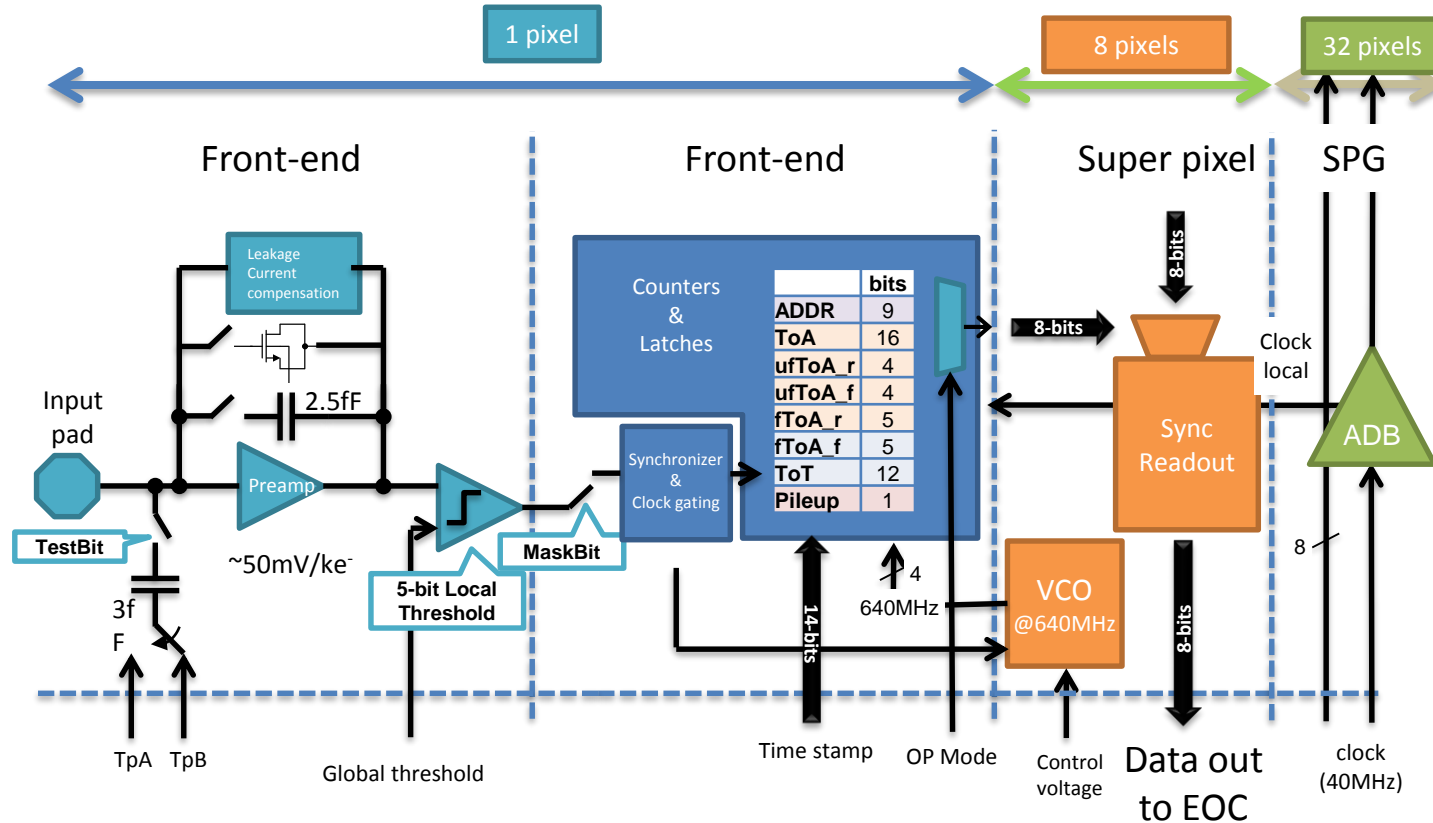 1 pixel
8 pixels
32 pixels
Front-end
Front-end
Super pixel
SPG
Leakage
Current
compensation
2.5fF
Input
pad
Preamp
TestBit
~50mV/ke-
3f
F
5-bit Local
Threshold
MaskBit
TpA
TpB
Global threshold
Counters
&
Latches
Synchronizer
&
Clock gating
bits
ADDR 9
ToA 16
ufToA_r 4
ufToA_f 4
fToA_r 5
fToA_f 5
ToT 12
Pileup 1
4
640MHz
14-bits
Time stamp
OP Mode
8-bits
8-bits
Clock
local
Sync
Readout
ADB
VCO
@640MHz
8-bits
8
Control
voltage
Data out
to EOC
clock
(40MHz)